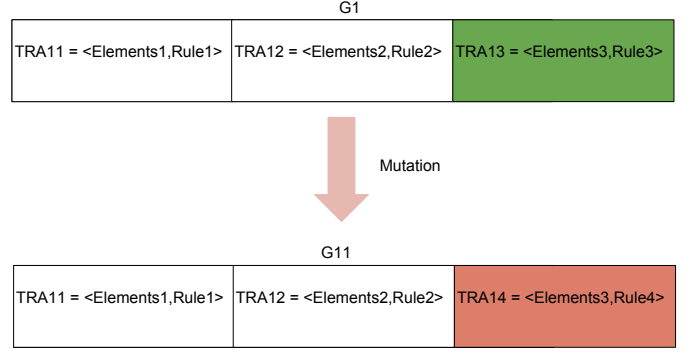 G1
TRA11 = <Elements1,Rule1> TRA12 = <Elements2,Rule2> TRA13 = <Elements3,Rule3>
Mutation
G11
TRA11 = <Elements1,Rule1> TRA12 = <Elements2,Rule2> TRA14 = <Elements3,Rule4>